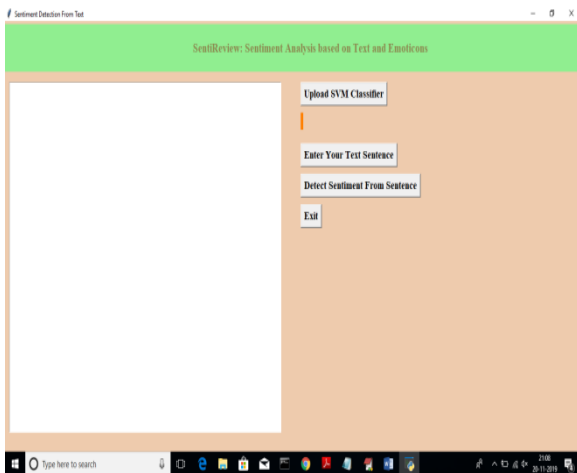 Sentiment Detection From Text
SentiReview: Sentiment Analysis based on Text and Emoticons
Upload SVM Classifier
Enter Your Text Sentence
Detect Sentiment From Sentence
Exit
Type here to search
21:08
20-11-2019